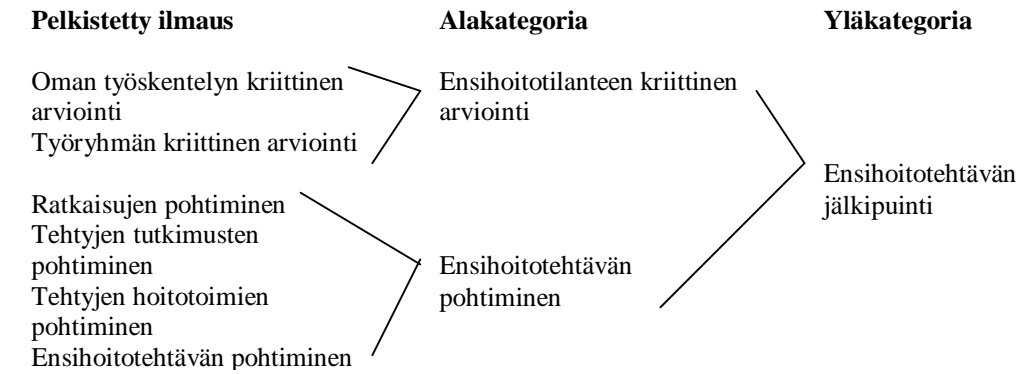 Pelkistetty ilmaus Alakategoria Yläkategoria
Oman työskentelyn kriittinen
arviointi
Työryhmän kriittinen arviointi
Ratkaisujen pohtiminen
Tehtyjen tutkimusten
pohtiminen
Tehtyjen hoitotoimien
pohtiminen
Ensihoitotehtävän pohtiminen
Ensihoitotilanteen kriittinen
arviointi
Ensihoitotehtävän
pohtiminen
Ensihoitotehtävän
jälkipuinti